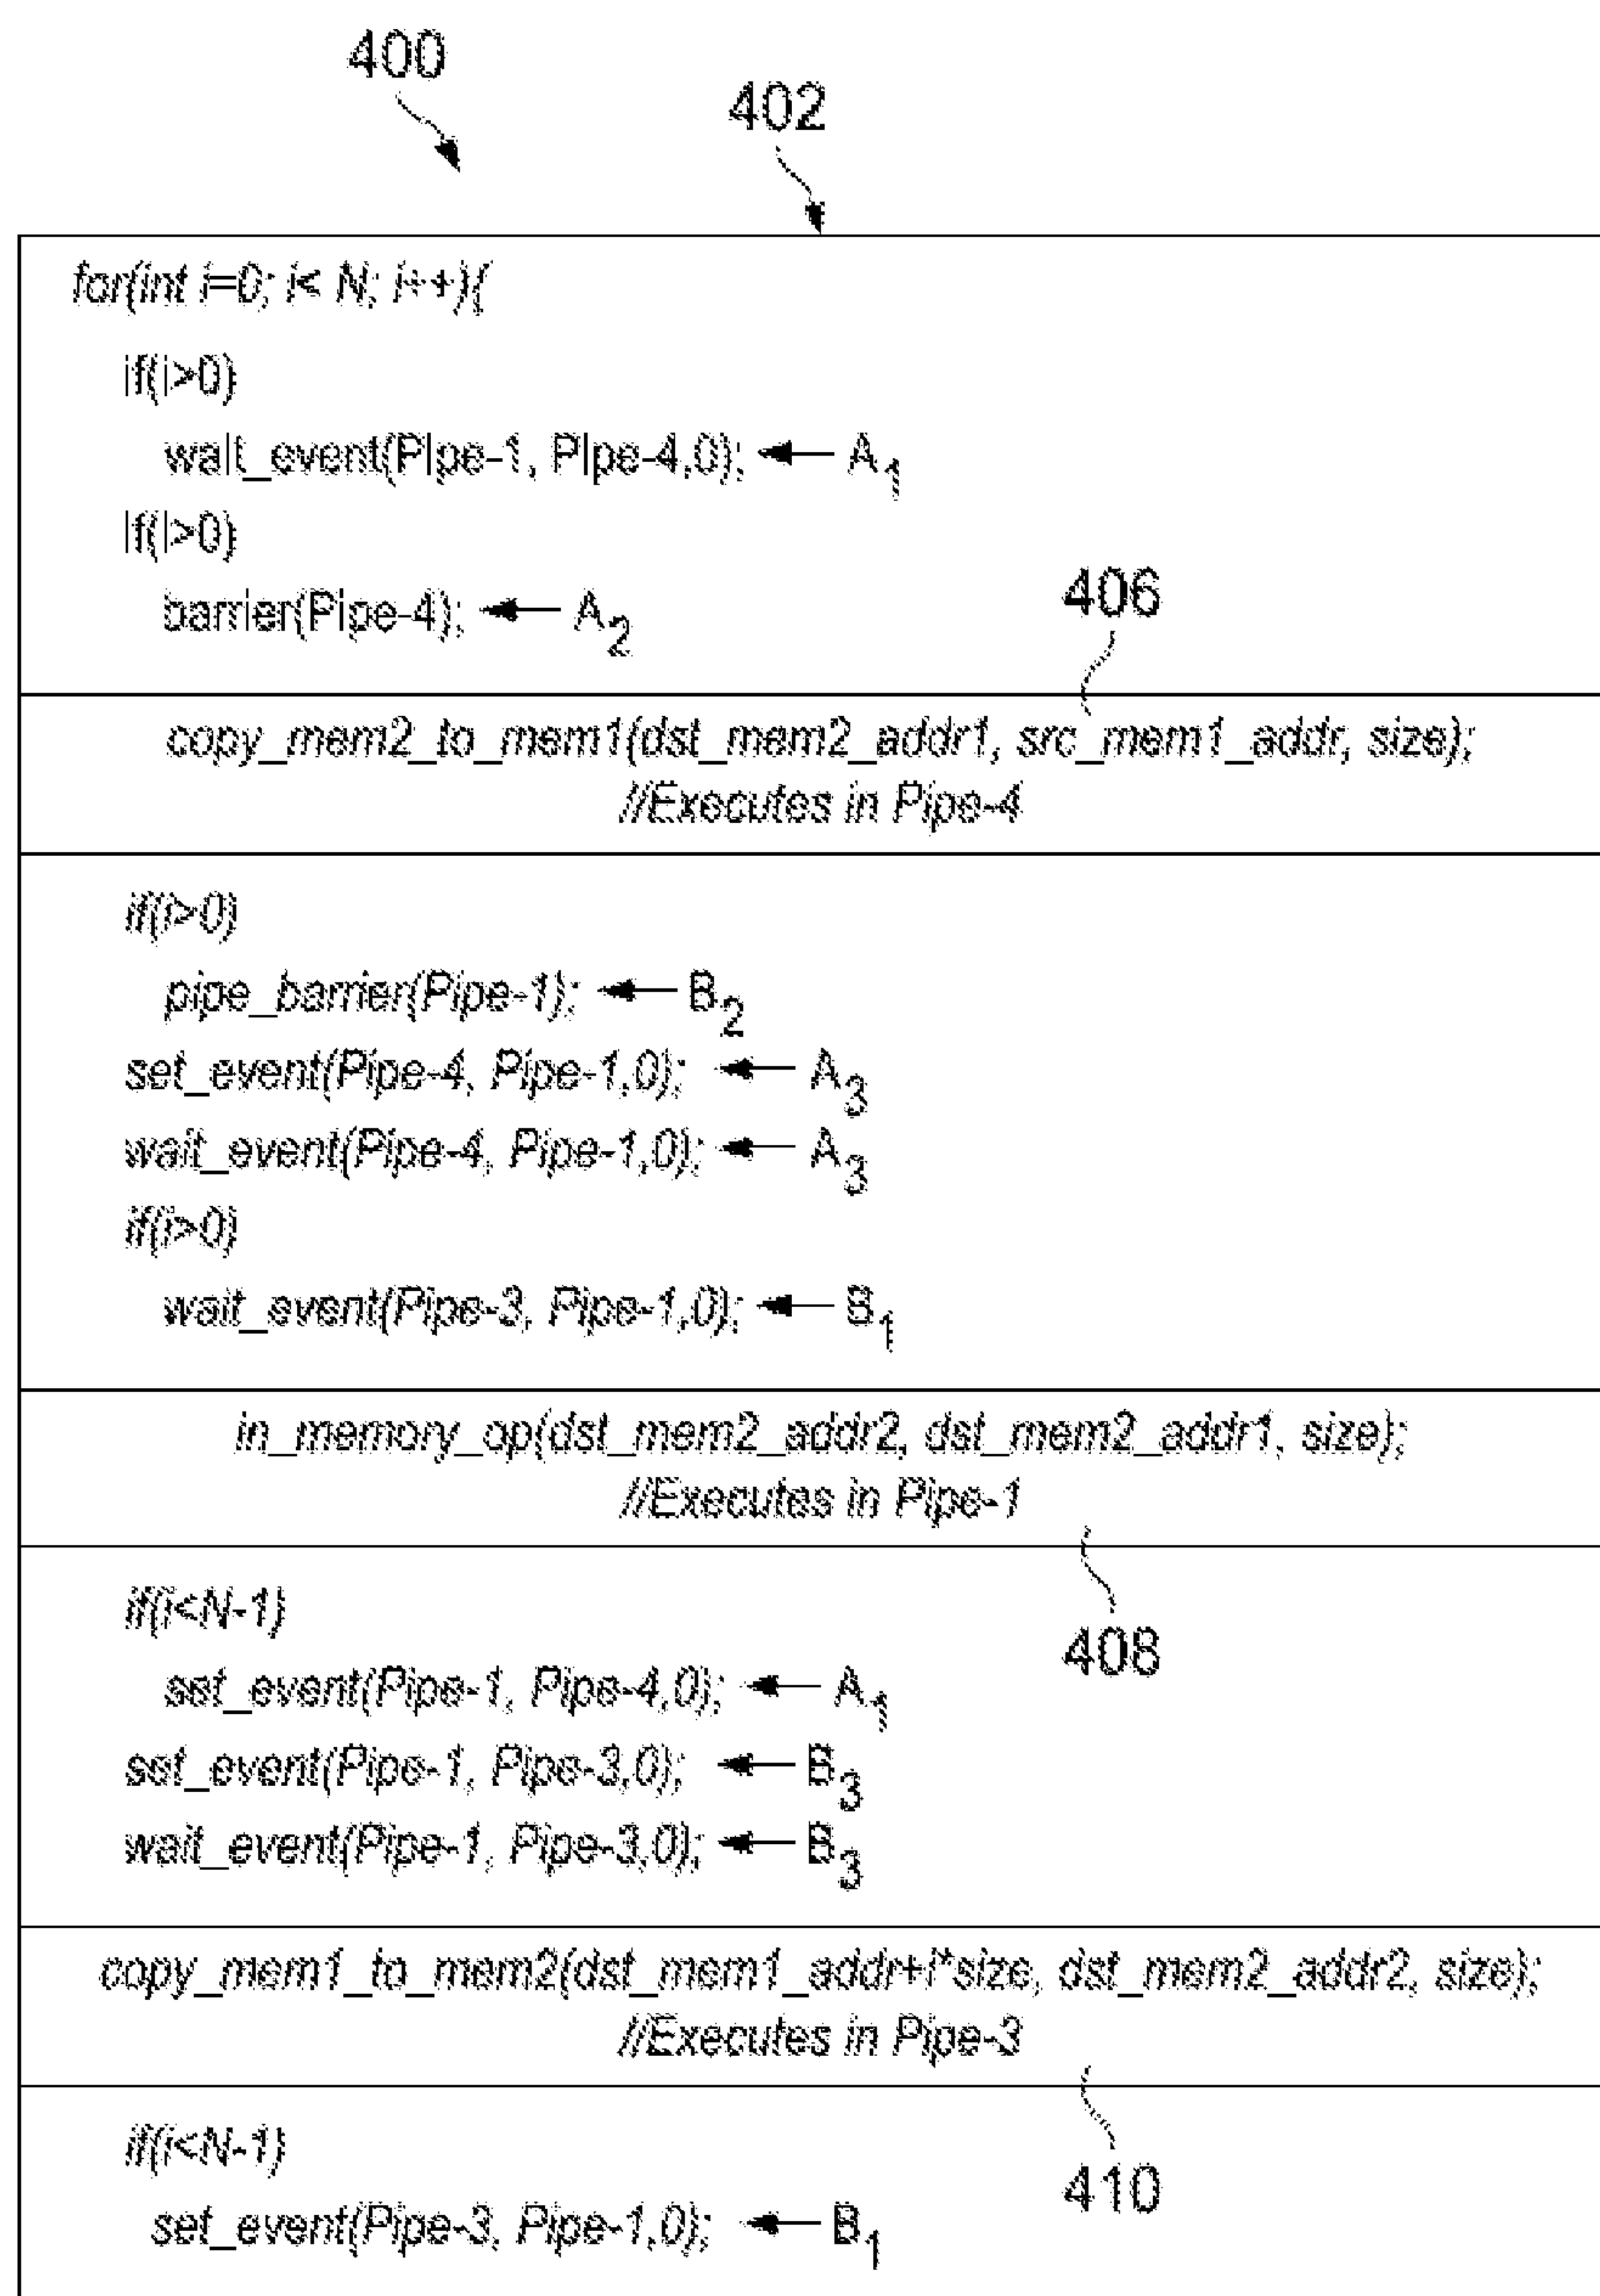 400
402
for(int i=0; i< N; i++){
if(i>0)
wait_event(Pipe-1, Pipe-4,0); A1
if(i>0)
barrier(Pipe-4); A2
406
copy_mem2_to_mem1(dst_mem2_addr1, src_mem1_addr, size);
//Executes in Pipe-4
if(i>0)
pipe_barrier(Pipe-1); B2
set_event(Pipe-4, Pipe-1,0); A3
wait_event(Pipe-4, Pipe-1,0); A3
if(i>0)
wait_event(Pipe-3, Pipe-1,0); B1
in_memory_op(dst_mem2_addr2, dst_mem2_addr1, size);
//Executes in Pipe-1
408
if(i<N-1)
set_event(Pipe-1, Pipe-4,0); A1
set_event(Pipe-1, Pipe-3,0); B3
wait_event(Pipe-1, Pipe-3,0); B3
copy_mem1_to_mem2(dst_mem1_addr+i*size, dst_mem2_addr2, size);
//Executes in Pipe-3
410
if(i<N-1)
set_event(Pipe-3, Pipe-1,0); B1